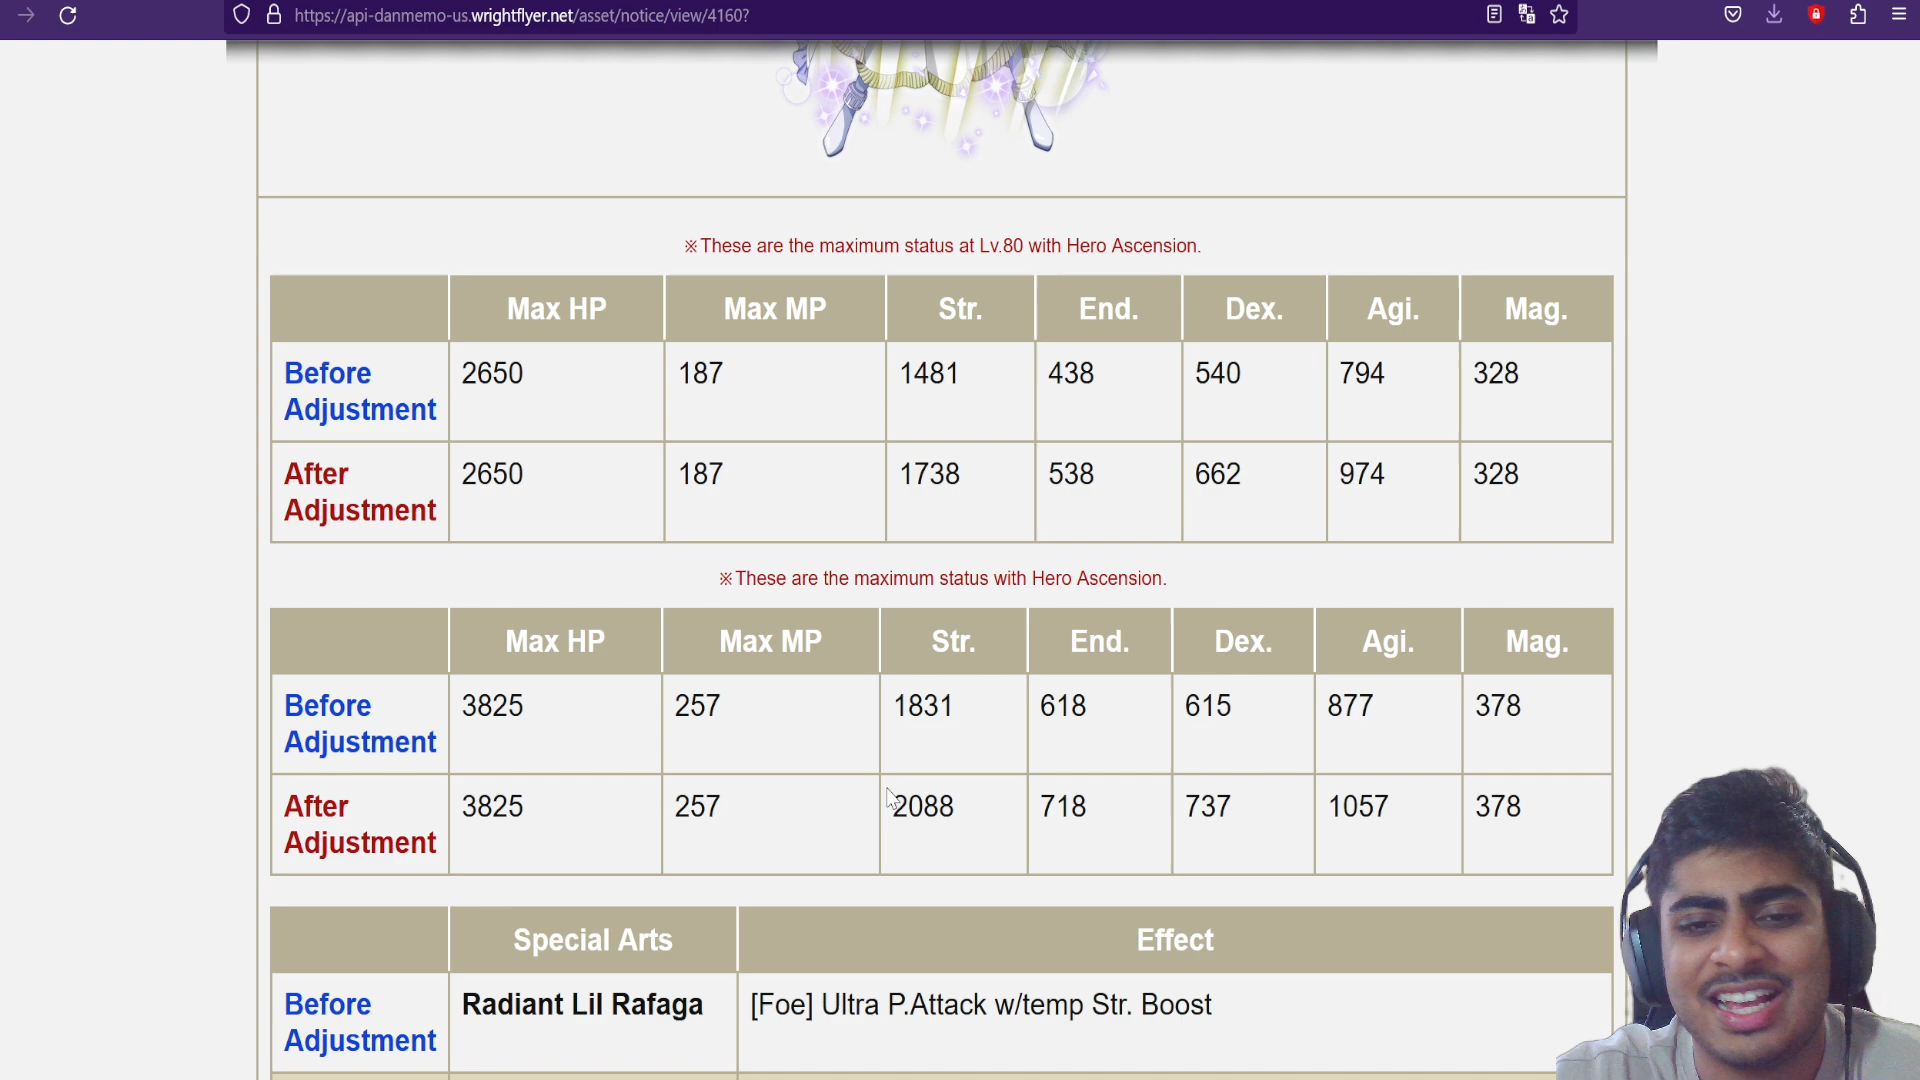 https://api-danmemo-us.wrightflyer.net/asset/notice/view/4160?
※These are the maximum status at Lv.80 with Hero Ascension.
Max HP Max MP Str. End. Dex. Agi. Mag.
Before Adjustment 2650 187 1481 438 540 794 328
After Adjustment 2650 187 1738 538 662 974 328
※These are the maximum status with Hero Ascension.
Max HP Max MP Str. End. Dex. Agi. Mag.
Before Adjustment 3825 257 1831 618 615 877 378
After Adjustment 3825 257 2088 718 737 1057 378
Special Arts Effect
Before Adjustment Radiant Lil Rafaga [Foe] Ultra P.Attack w/temp Str. Boost